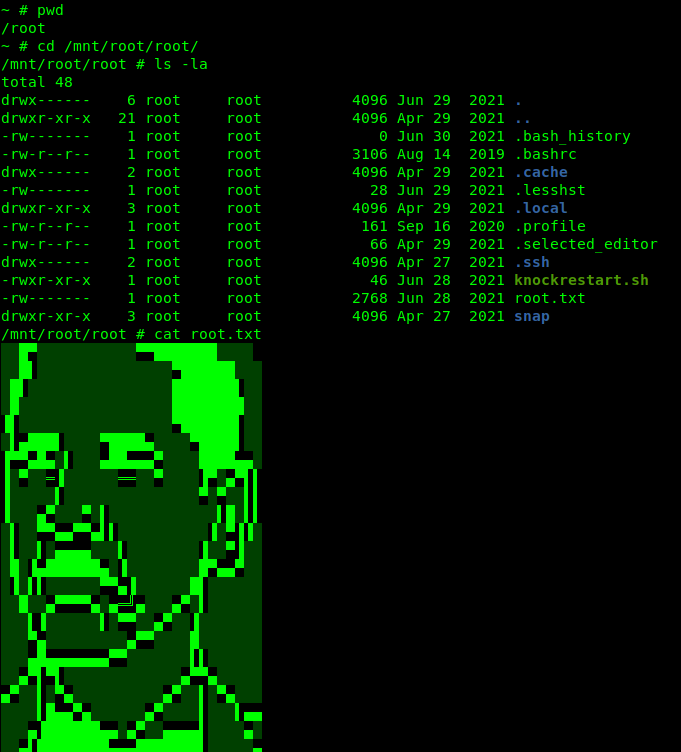 ~ # pwd
/root
~ # cd /mnt/root/root/
/mnt/root/root # ls -la
total 48
drwx------    6 root     root          4096 Jun 29  2021 .
drwxr-xr-x   21 root     root          4096 Apr 29  2021 ..
-rw-------    1 root     root             0 Jun 30  2021 .bash_history
-rw-r--r--    1 root     root          3106 Aug 14  2019 .bashrc
drwx------    2 root     root          4096 Apr 29  2021 .cache
-rw-------    1 root     root            28 Jun 29  2021 .lesshst
drwxr-xr-x    3 root     root          4096 Apr 29  2021 .local
-rw-r--r--    1 root     root           161 Sep 16  2020 .profile
-rw-r--r--    1 root     root            66 Apr 29  2021 .selected_editor
drwx------    2 root     root          4096 Apr 27  2021 .ssh
-rwxr-xr-x    1 root     root            46 Jun 28  2021 knockrestart.sh
-rw-------    1 root     root          2768 Jun 28  2021 root.txt
drwxr-xr-x    3 root     root          4096 Apr 27  2021 snap
/mnt/root/root # cat root.txt